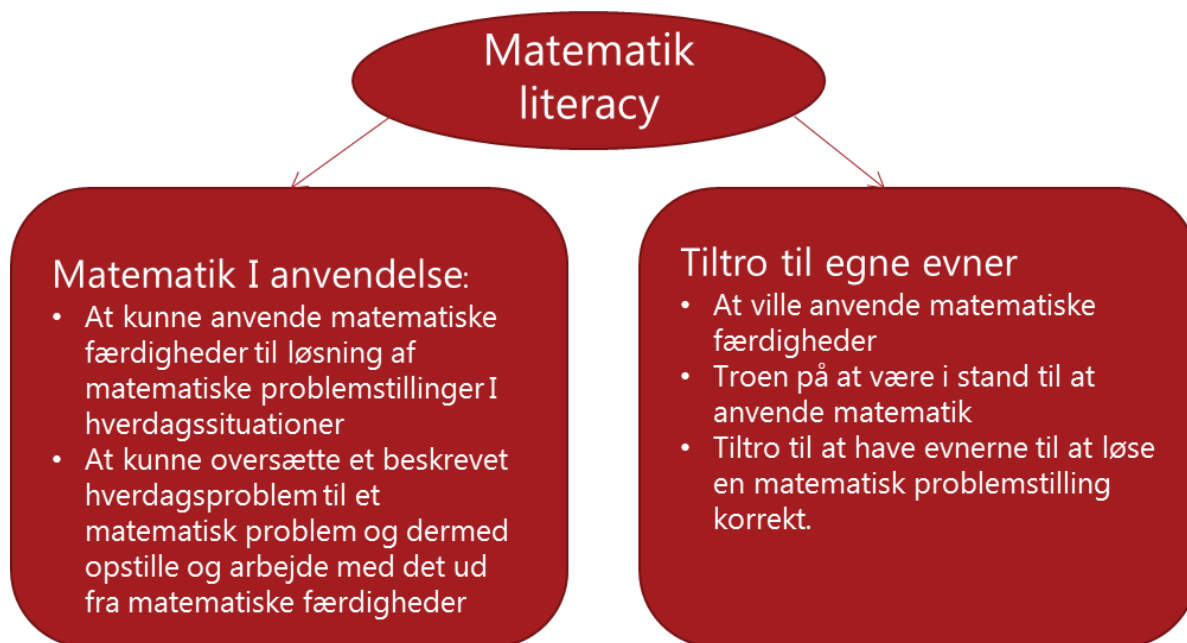 Matematik
literacy
Matematik I anvendelse:
• At kunne anvende matematiske
færdigheder til løsning af
matematiske problemstillinger I
hverdagssituationer
• At kunne oversætte et beskrevet
hverdagsproblem til et
matematisk problem og dermed
opstille og arbejde med det ud
fra matematiske færdigheder
Tiltro til egne evner
• At ville anvende matematiske
færdigheder
• Troen på at være i stand til at
anvende matematik
• Tiltro til at have evnerne til at løse
en matematisk problemstilling
korrekt.